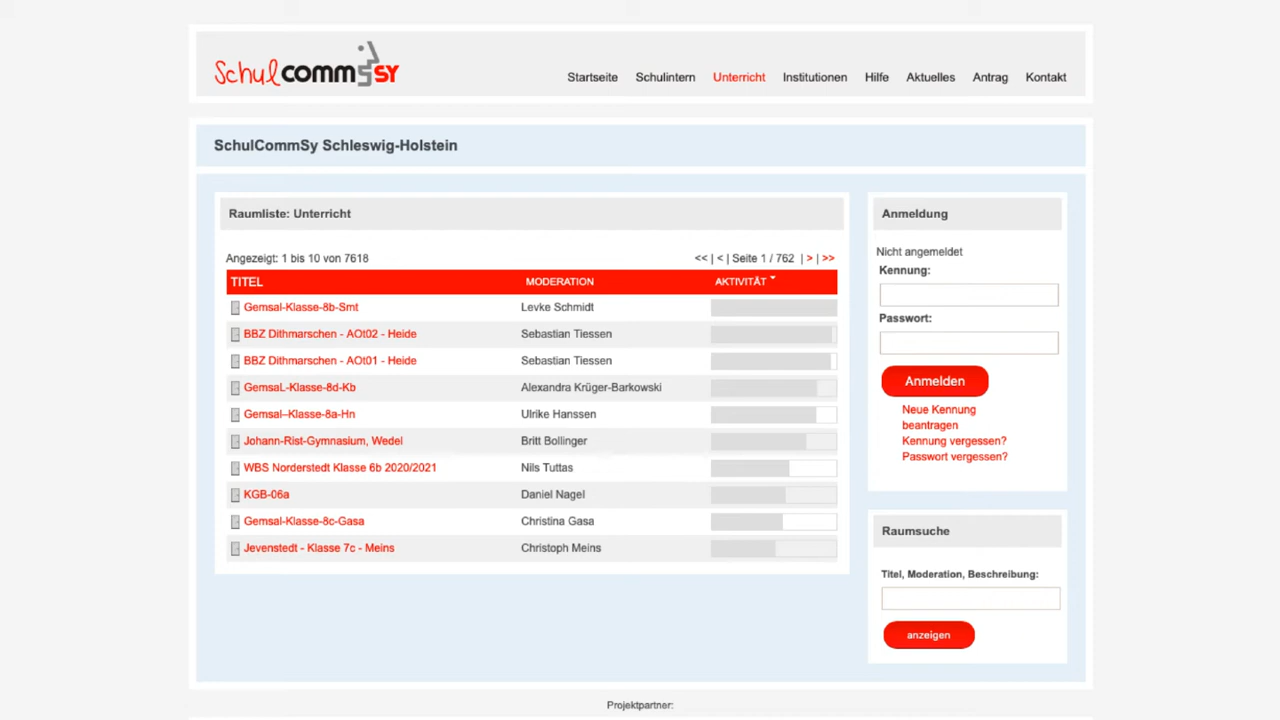 Schulcommsy
Startseite Schulintern Unterricht Institutionen Hilfe Aktuelles Antrag Kontakt
SchulCommSy Schleswig-Holstein
Raumliste: Unterricht
Angezeigt: 1 bis 10 von 7618 << | < | Seite 1 / 762 | > | >>
TITEL MODERATION AKTIVITÄT
Gemsal-Klasse-8b-Smt Levke Schmidt
BBZ Dithmarschen - AOt02 - Heide Sebastian Tiessen
BBZ Dithmarschen - AOt01 - Heide Sebastian Tiessen
GemsaL-Klasse-8d-Kb Alexandra Krüger-Barkowski
Gemsal–Klasse-8a-Hn Ulrike Hanssen
Johann-Rist-Gymnasium, Wedel Britt Bollinger
WBS Norderstedt Klasse 6b 2020/2021 Nils Tuttas
KGB-06a Daniel Nagel
Gemsal-Klasse-8c-Gasa Christina Gasa
Jevenstedt - Klasse 7c - Meins Christoph Meins
Anmeldung
Nicht angemeldet
Kennung:
Passwort:
Anmelden
Neue Kennung
beantragen
Kennung vergessen?
Passwort vergessen?
Raumsuche
Titel, Moderation, Beschreibung:
anzeigen
Projektpartner: